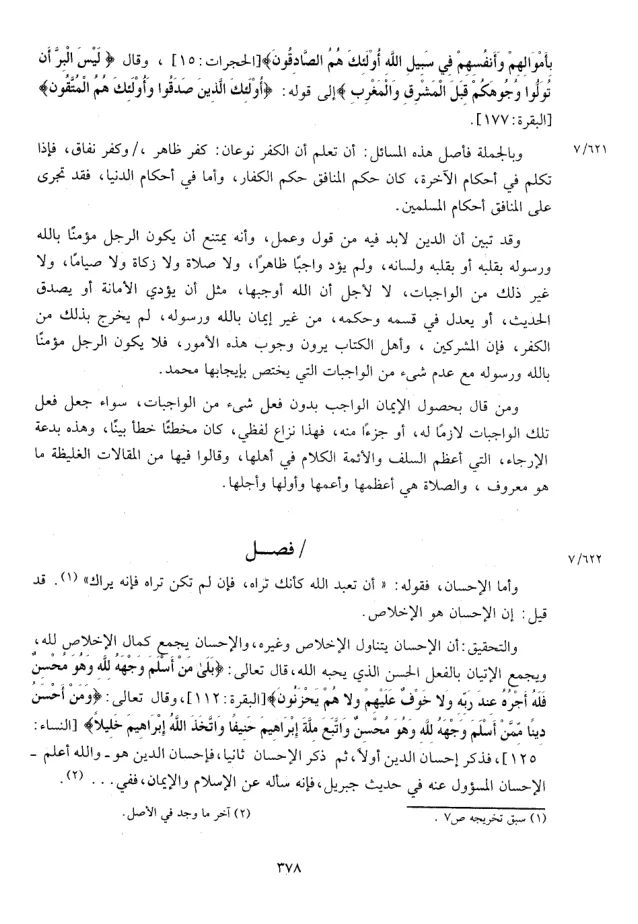 بِأَمْوَالِهِمْ وَأَنفُسِهِمْ فِي سَبِيلِ اللَّه أُوْلَئِكَ هُمُ الصَّادِقُونَ﴾[الحجرات: ١٥] ، وقال ﴿ لَيْسَ الْبِرَّ أَن
تُوَلُّوا وُجُوهَكُمْ قِبَلَ الْمَشْرِقِ وَالْمَغْرِبِ ﴾إلى قوله: ﴿أُوْلَئِكَ الَّذِينَ صَدَقُوا وَأُوْلَئِكَ هُمُ الْمُتَّقُونَ﴾
[البقرة: ١٧٧].
٧/٦٢١ وبالجملة فأصل هذه المسائل: أن تعلم أن الكفر نوعان: كفر ظاهر ،/وكفر نفاق، فإذا
تكلم في أحكام الآخرة، كان حكم المنافق حكم الكفار، وأما في أحكام الدنيا، فقد تجرى
على المنافق أحكام المسلمين.
وقد تبين أن الدين لابد فيه من قول وعمل، وأنه يمتنع أن يكون الرجل مؤمنًا بالله
ورسوله بقلبه أو بقلبه ولسانه، ولم يؤد واجبًا ظاهرًا، ولا صلاة ولا زكاة ولا صيامًا، ولا
غير ذلك من الواجبات، لا لأجل أن الله أوجبها، مثل أن يؤدي الأمانة أو يصدق
الحديث، أو يعدل في قسمه وحكمه، من غير إيمان بالله ورسوله، لم يخرج بذلك من
الكفر، فإن المشركين ، وأهل الكتاب يرون وجوب هذه الأمور، فلا يكون الرجل مؤمنًا
بالله ورسوله مع عدم شىء من الواجبات التي يختص بإيجابها محمد.
ومن قال بحصول الإيمان الواجب بدون فعل شىء من الواجبات، سواء جعل فعل
تلك الواجبات لازمًا له، أو جزءًا منه، فهذا نزاع لفظي، كان مخطئًا خطأ بينًا، وهذه بدعة
الإرجاء، التي أعظم السلف والأئمة الكلام في أهلها، وقالوا فيها من المقالات الغليظة ما
هو معروف ، والصلاة هي أعظمها وأعمها وأولها وأجلها.
٧/٦٢٢ / فصــل
وأما الإحسان، فقوله: « أن تعبد الله كأنك تراه، فإن لم تكن تراه فإنه يراك» (١). قد
قيل: إن الإحسان هو الإخلاص.
والتحقيق: أن الإحسان يتناول الإخلاص وغيره، والإحسان يجمع كمال الإخلاص لله،
ويجمع الإتيان بالفعل الحسن الذي يحبه الله، قال تعالى: ﴿بَلَىٰ مَنْ أَسْلَمَ وَجْهَهُ لِلَّهِ وَهُوَ مُحْسِنٌ
فَلَهُ أَجْرُهُ عِندَ رَبِّهِ وَلا خَوْفٌ عَلَيْهِمْ وَلا هُمْ يَحْزَنُونَ﴾[البقرة: ١١٢]، وقال تعالى: ﴿وَمَنْ أَحْسَنُ
دِينًا مِّمَّنْ أَسْلَمَ وَجْهَهُ لِلَّهِ وَهُوَ مُحْسِنٌ وَاتَّبَعَ مِلَّةَ إِبْرَاهِيمَ حَنِيفًا وَاتَّخَذَ اللَّهُ إِبْرَاهِيمَ خَلِيلاً﴾ [النساء:
١٢٥]، فذكر إحسان الدين أولاً، ثم ذكر الإحسان ثانيا، فإحسان الدين هو ـ والله أعلم ـ
الإحسان المسؤول عنه في حديث جبريل، فإنه سأله عن الإسلام والإيمان، ففي . . . (٢).
(١) سبق تخريجه ص٧ . (٢) آخر ما وجد في الأصل.
٣٧٨